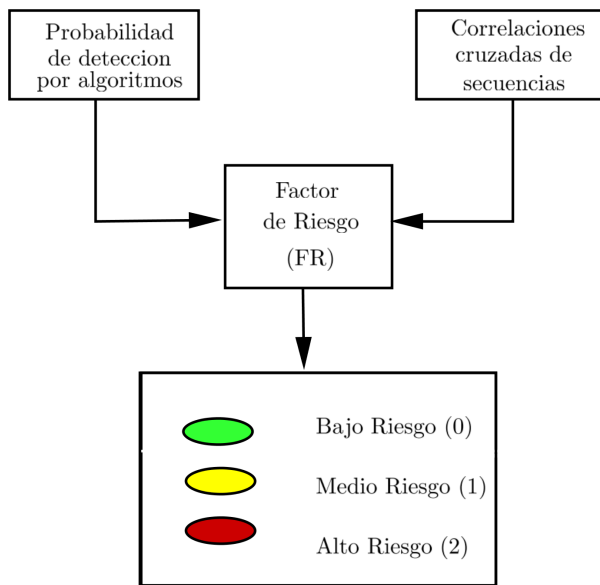 Probabilidad
de deteccion
por algoritmos
Correlaciones
cruzadas de
secuencias
Factor
de Riesgo
(FR)
Bajo Riesgo (0)
Medio Riesgo (1)
Alto Riesgo (2)